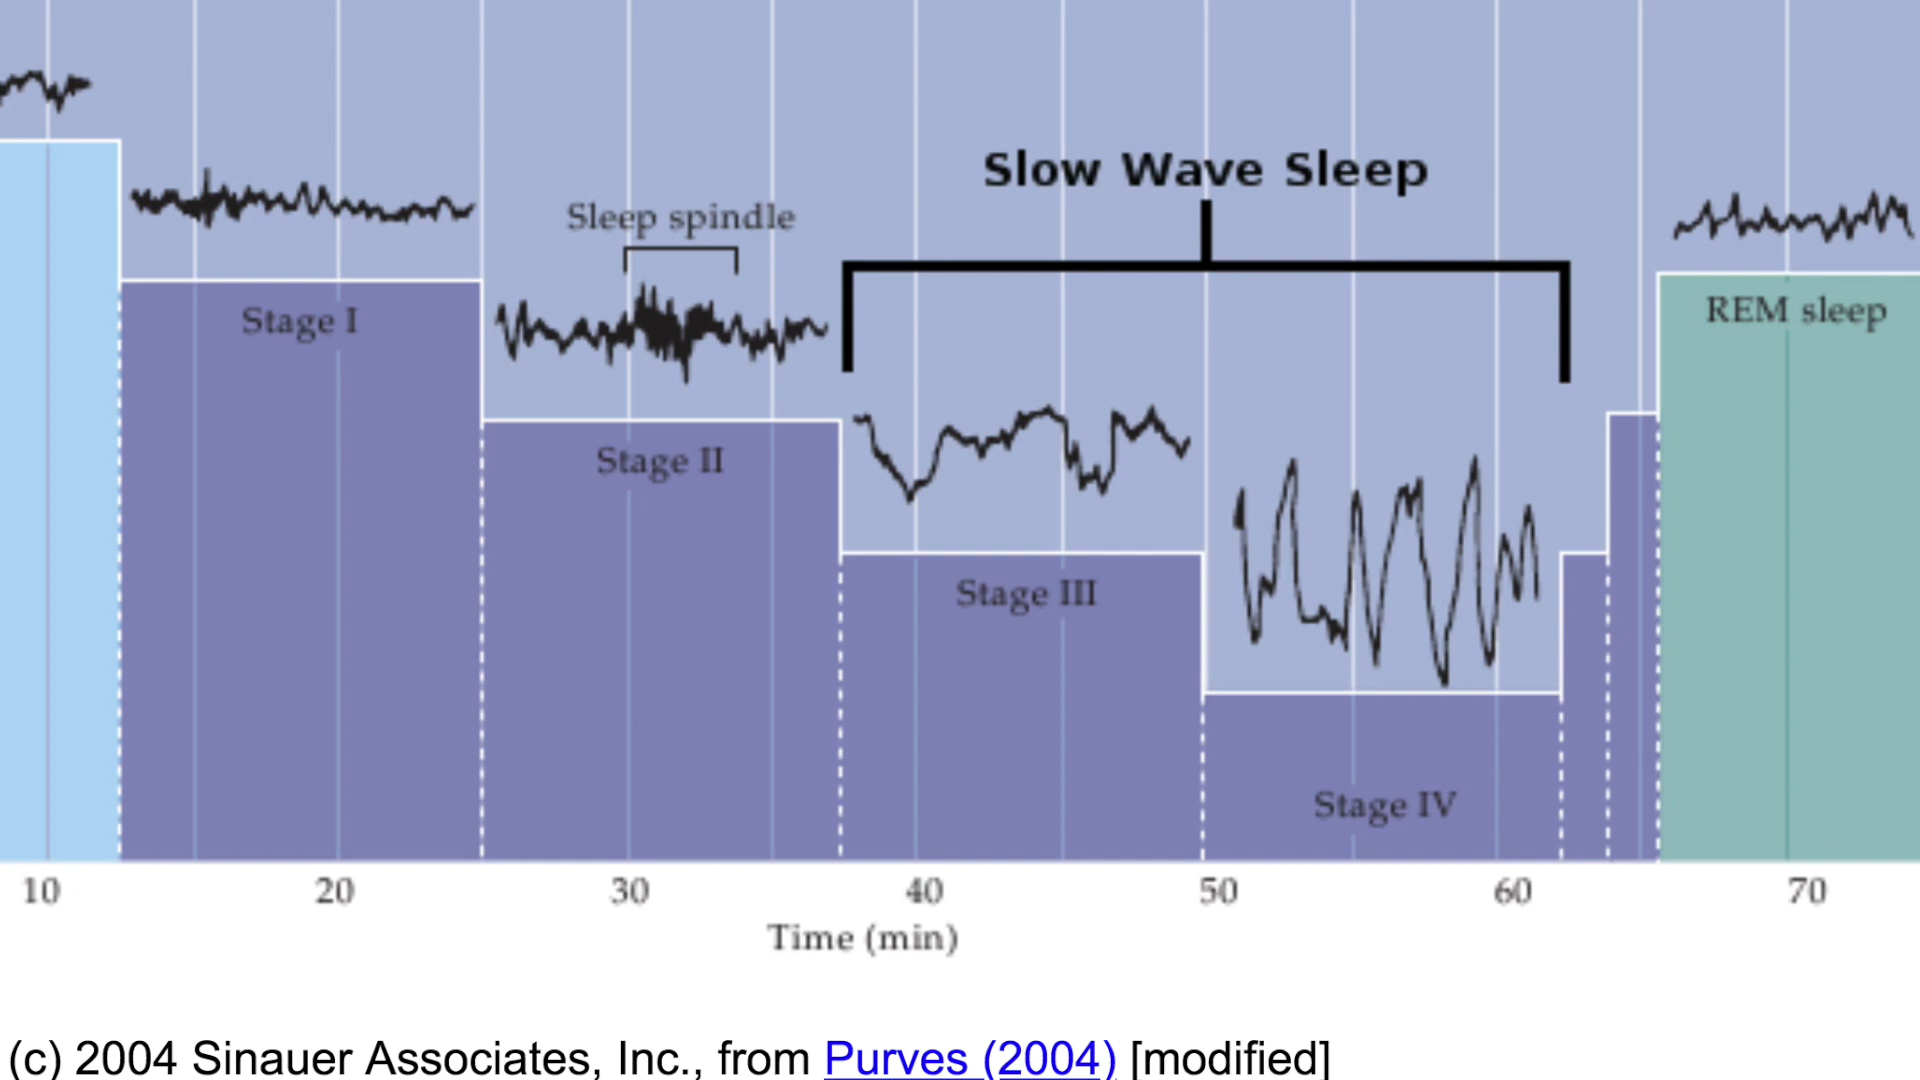 Slow Wave Sleep
Sleep spindle
Stage I
REM sleep
Stage II
Stage III
Stage IV
10 20 30 40 50 60 70
Time (min)
(c) 2004 Sinauer Associates, Inc., from Purves (2004) [modified]